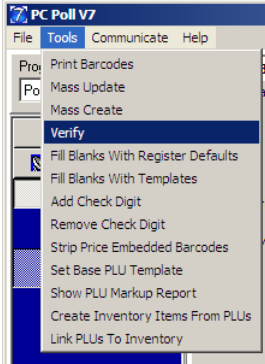 PC Poll V7
File Tools Communicate Help
Print Barcodes
Mass Update
Mass Create
Verify
Fill Blanks With Register Defaults
Fill Blanks With Templates
Add Check Digit
Remove Check Digit
Strip Price Embedded Barcodes
Set Base PLU Template
Show PLU Markup Report
Create Inventory Items From PLUs
Link PLUs To Inventory